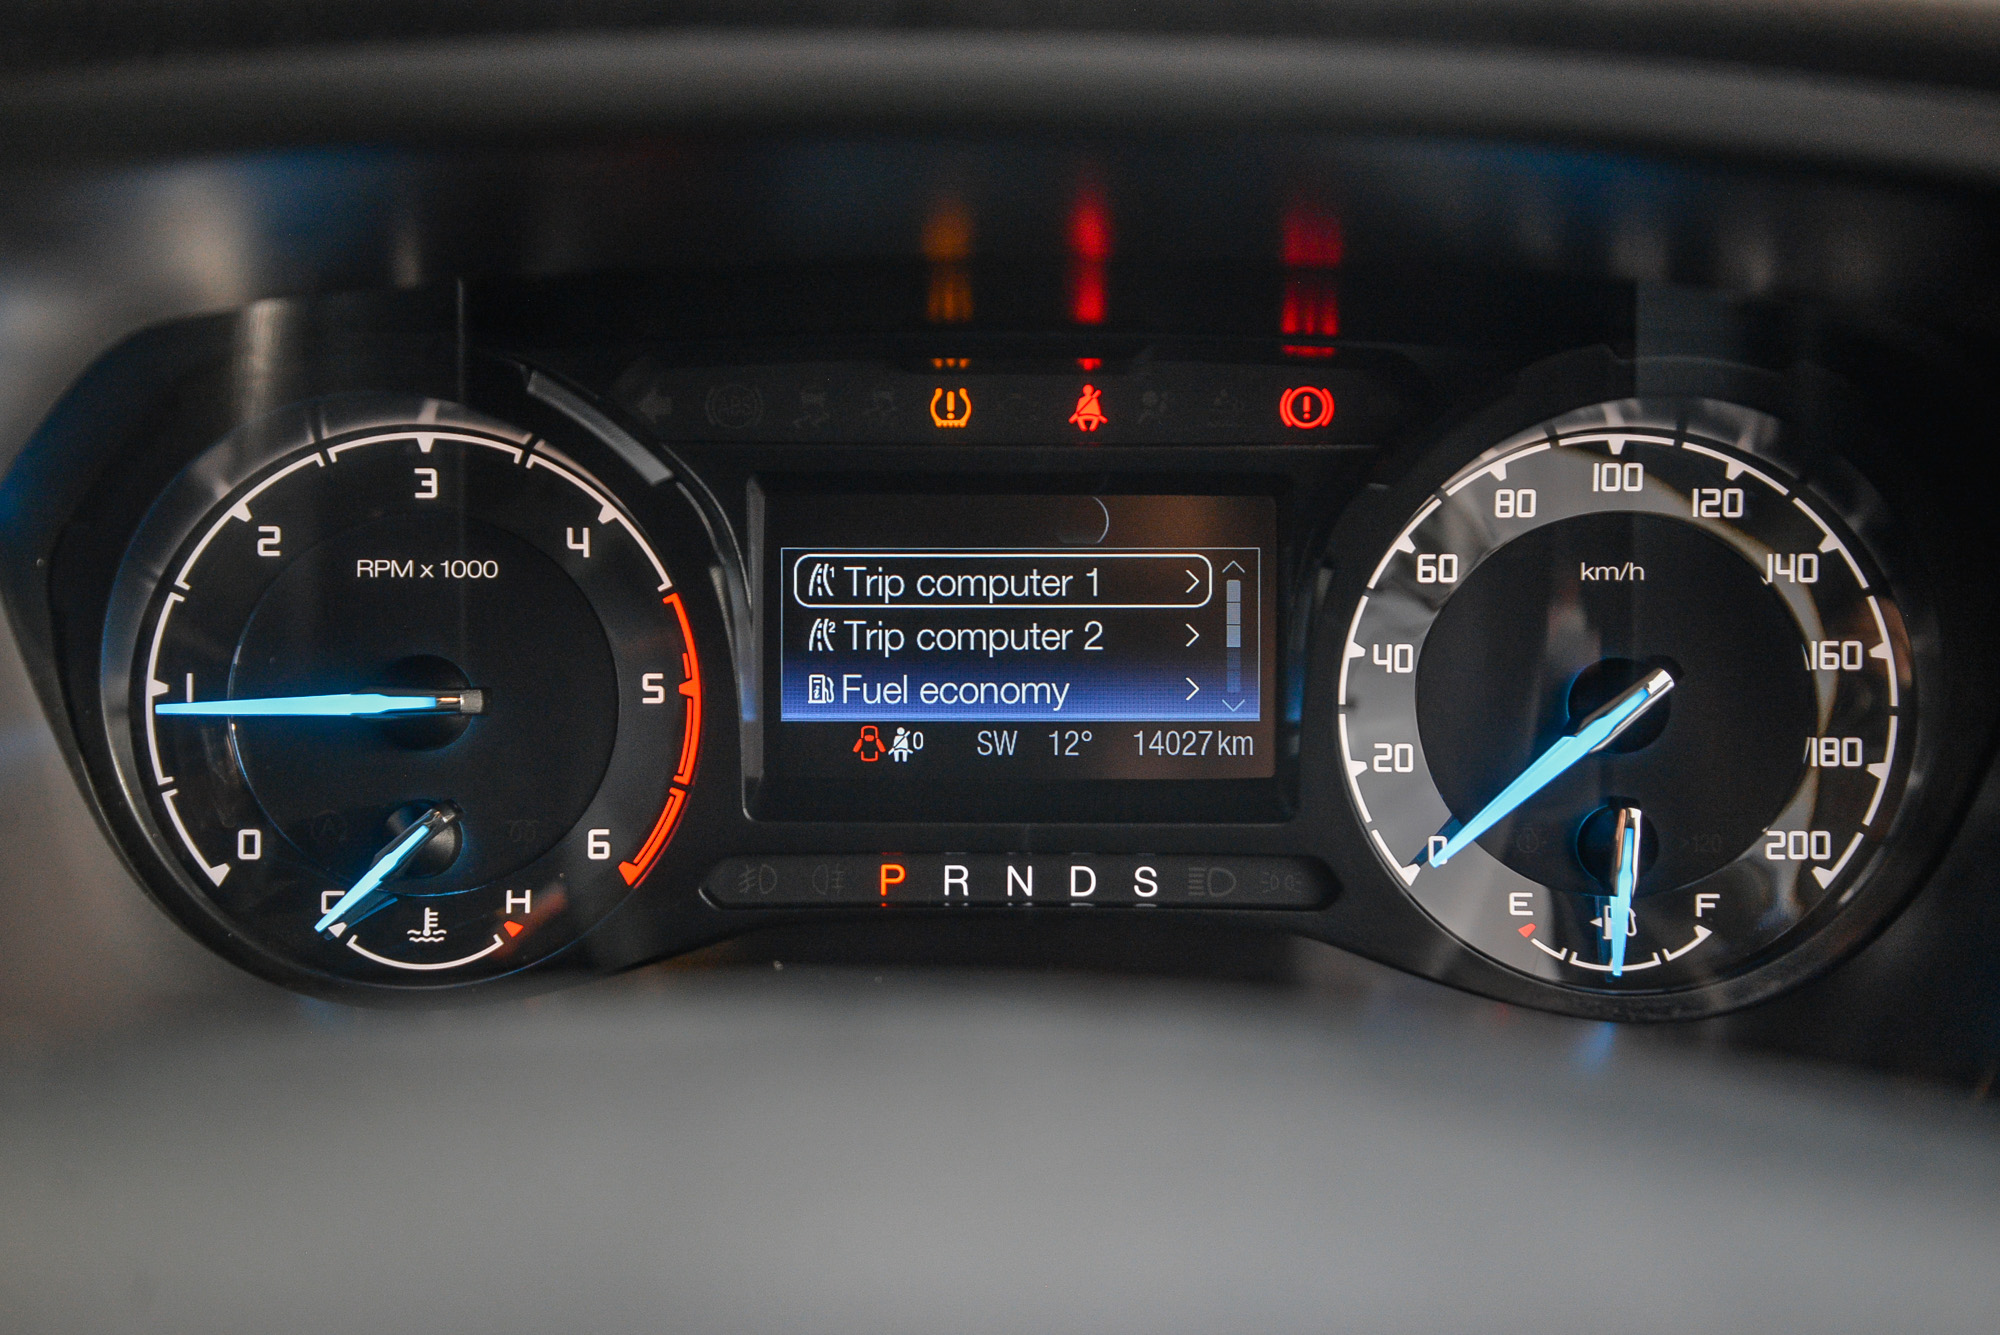 ABS
0
1
2
3
4
5
6
RPM x 1000
C
H
Trip computer 1
Trip computer 2
Fuel economy
0 SW 12° 14027 km
P R N D S
0
20
40
60
80
100
120
140
160
180
200
km/h
E
F